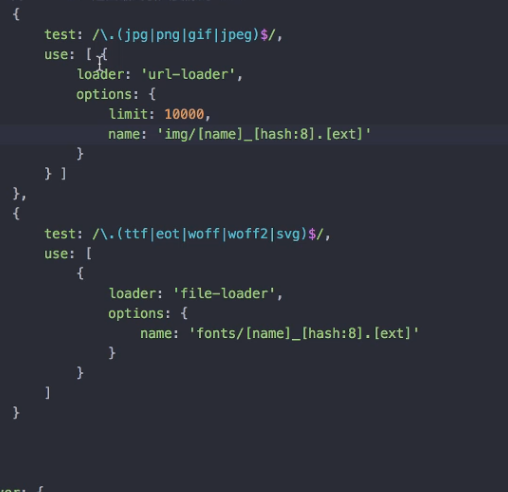 {
    test: /\.(jpg|png|gif|jpeg)$/,
    use: [ {
        loader: 'url-loader',
        options: {
            limit: 10000,
            name: 'img/[name]_[hash:8].[ext]'
        }
    } ]
},
{
    test: /\.(ttf|eot|woff|woff2|svg)$/,
    use: [
        {
            loader: 'file-loader',
            options: {
                name: 'fonts/[name]_[hash:8].[ext]'
            }
        }
    ]
}